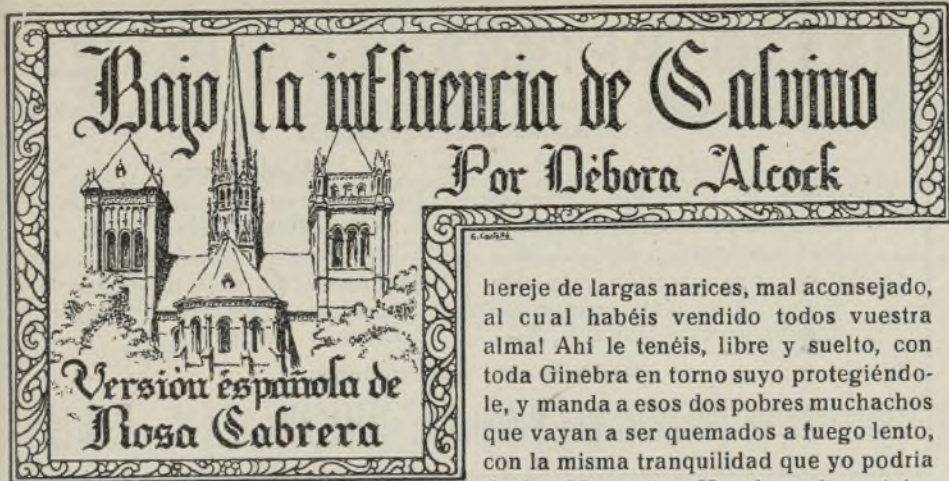 Bajo la influencia de Calvino
Por Débora Alcock
Versión española de
Rosa Cabrera
hereje de largas narices, mal aconsejado,
al cual habéis vendido todos vuestra
alma! Ahí le tenéis, libre y suelto, con
toda Ginebra en torno suyo protegiéndo-
le, y manda a esos dos pobres muchachos
que vayan a ser quemados a fuego lento,
con la misma tranquilidad que yo podría